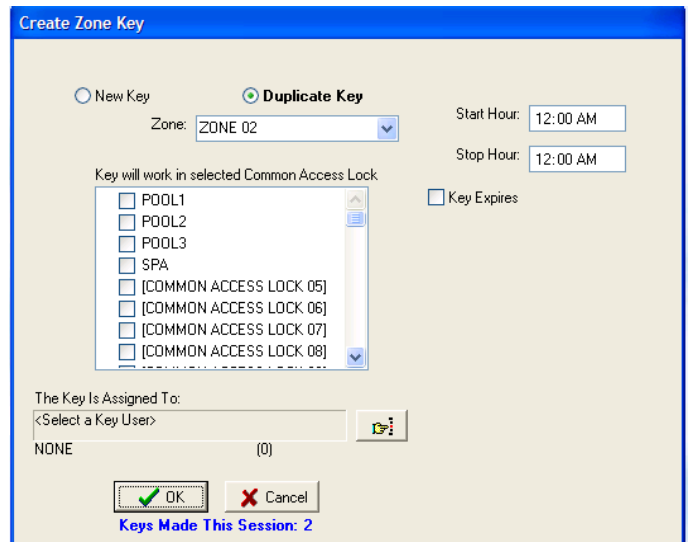 Create Zone Key
New Key
Duplicate Key
Zone: ZONE 02
Start Hour: 12:00 AM
Stop Hour: 12:00 AM
Key Expires
Key will work in selected Common Access Lock
POOL1
POOL2
POOL3
SPA
[COMMON ACCESS LOCK 05]
[COMMON ACCESS LOCK 06]
[COMMON ACCESS LOCK 07]
[COMMON ACCESS LOCK 08]
The Key Is Assigned To:
<Select a Key User>
NONE (0)
OK Cancel
Keys Made This Session: 2